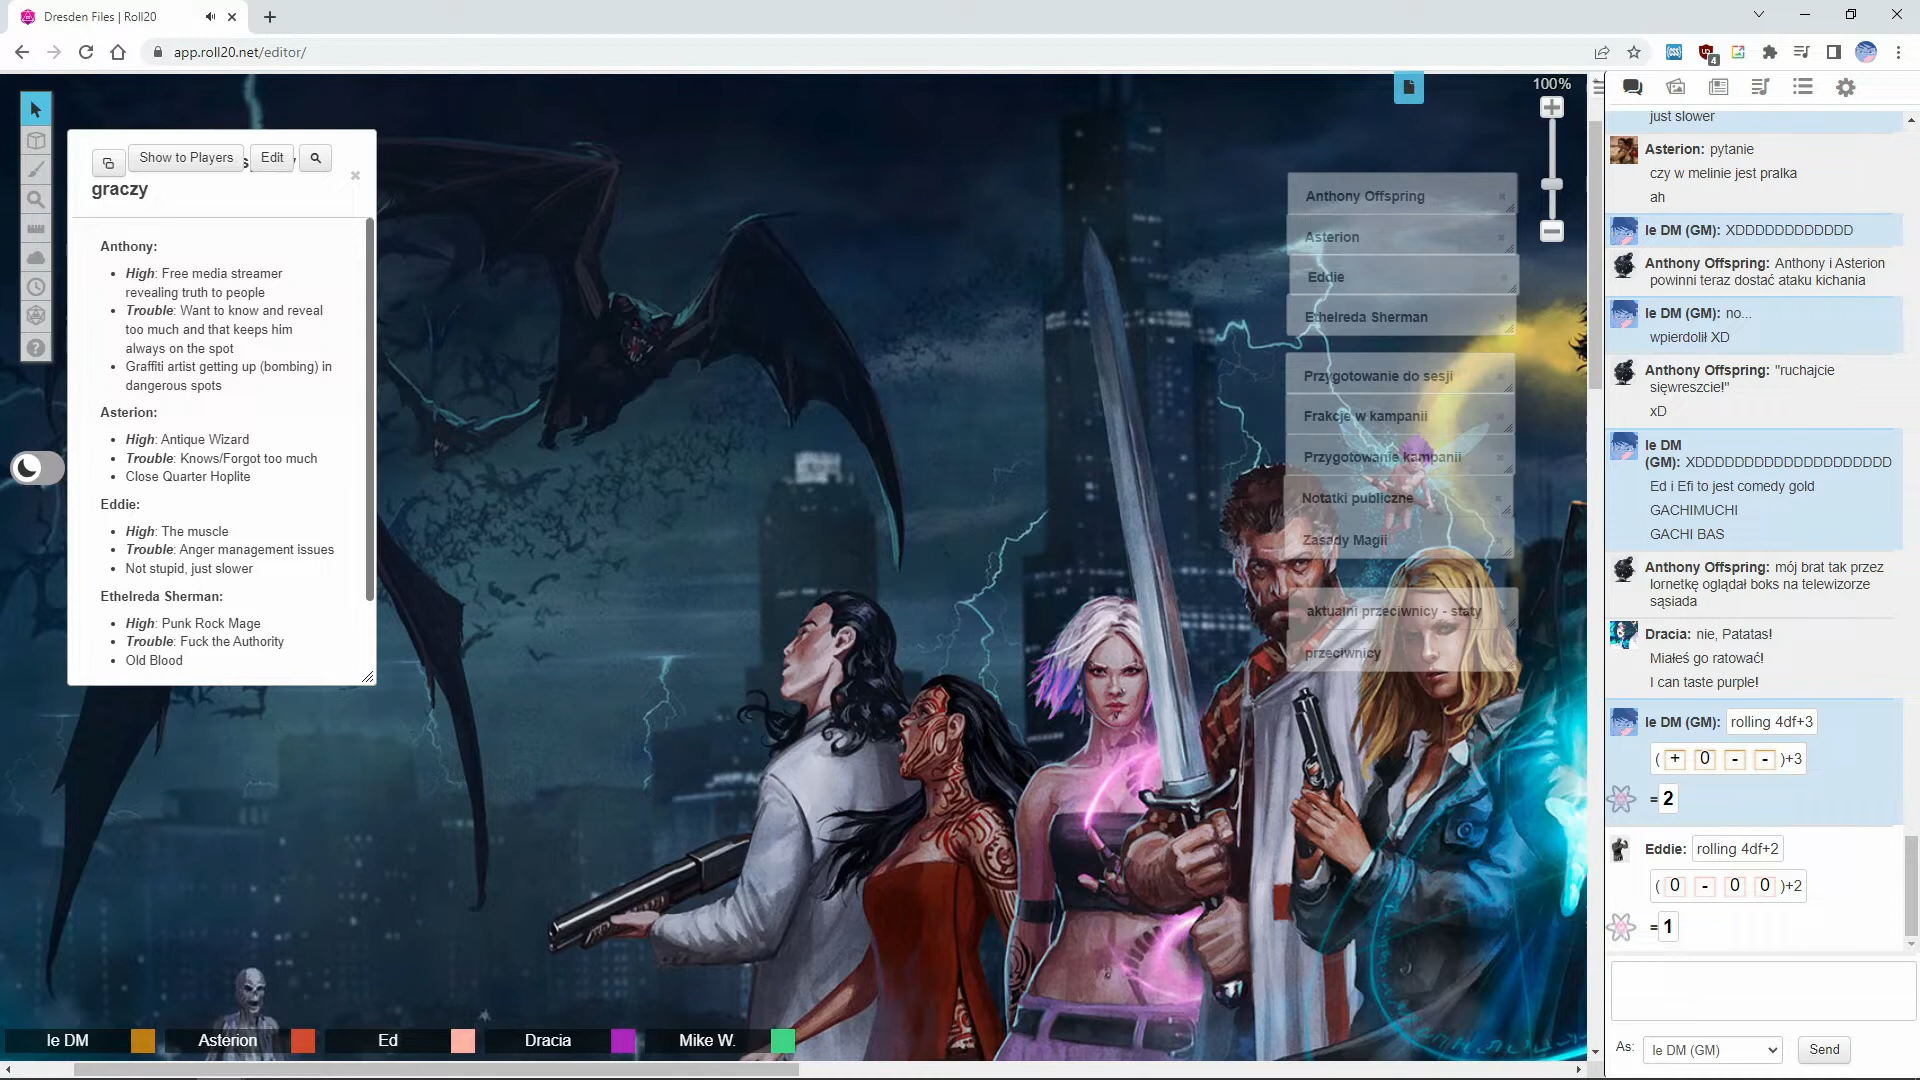 Dresden Files | Roll20
app.roll20.net/editor/
4
100%
Show to Players
Edit
graczy
Anthony:
High: Free media streamer
revealing truth to people
Trouble: Want to know and reveal
too much and that keeps him
always on the spot
Graffiti artist getting up (bombing) in
dangerous spots
Asterion:
High: Antique Wizard
Trouble: Knows/Forgot too much
Close Quarter Hoplite
Eddie:
High: The muscle
Trouble: Anger management issues
Not stupid, just slower
Ethelreda Sherman:
High: Punk Rock Mage
Trouble: Fuck the Authority
Old Blood
Anthony Offspring
Asterion
Eddie
Ethelreda Sherman
Przygotowanie do sesji
Frakcje w kampanii
Przygotowanie kampanii
Notatki publiczne
Zasady Magii
aktualni przeciwnicy - staty
przeciwnicy
just slower
Asterion: pytanie
czy w melinie jest pralka
ah
le DM (GM): XDDDDDDDDDDDDD
Anthony Offspring: Anthony i Asterion
powinni teraz dostać ataku kichania
le DM (GM): no...
wpierdolił XD
Anthony Offspring: "ruchajcie
sięwreszcie!"
xD
le DM
(GM): XDDDDDDDDDDDDDDDDDDDD
Ed i Efi to jest comedy gold
GACHIMUCHI
GACHI BAS
Anthony Offspring: mój brat tak przez
lornetkę oglądał boks na telewizorze
sąsiada
Dracia: nie, Patatas!
Miałeś go ratować!
I can taste purple!
le DM (GM): rolling 4df+3
( + 0 - - )+3
=2
Eddie: rolling 4df+2
( 0 - 0 0 )+2
=1
As: le DM (GM)
Send
le DM
Asterion
Ed
Dracia
Mike W.